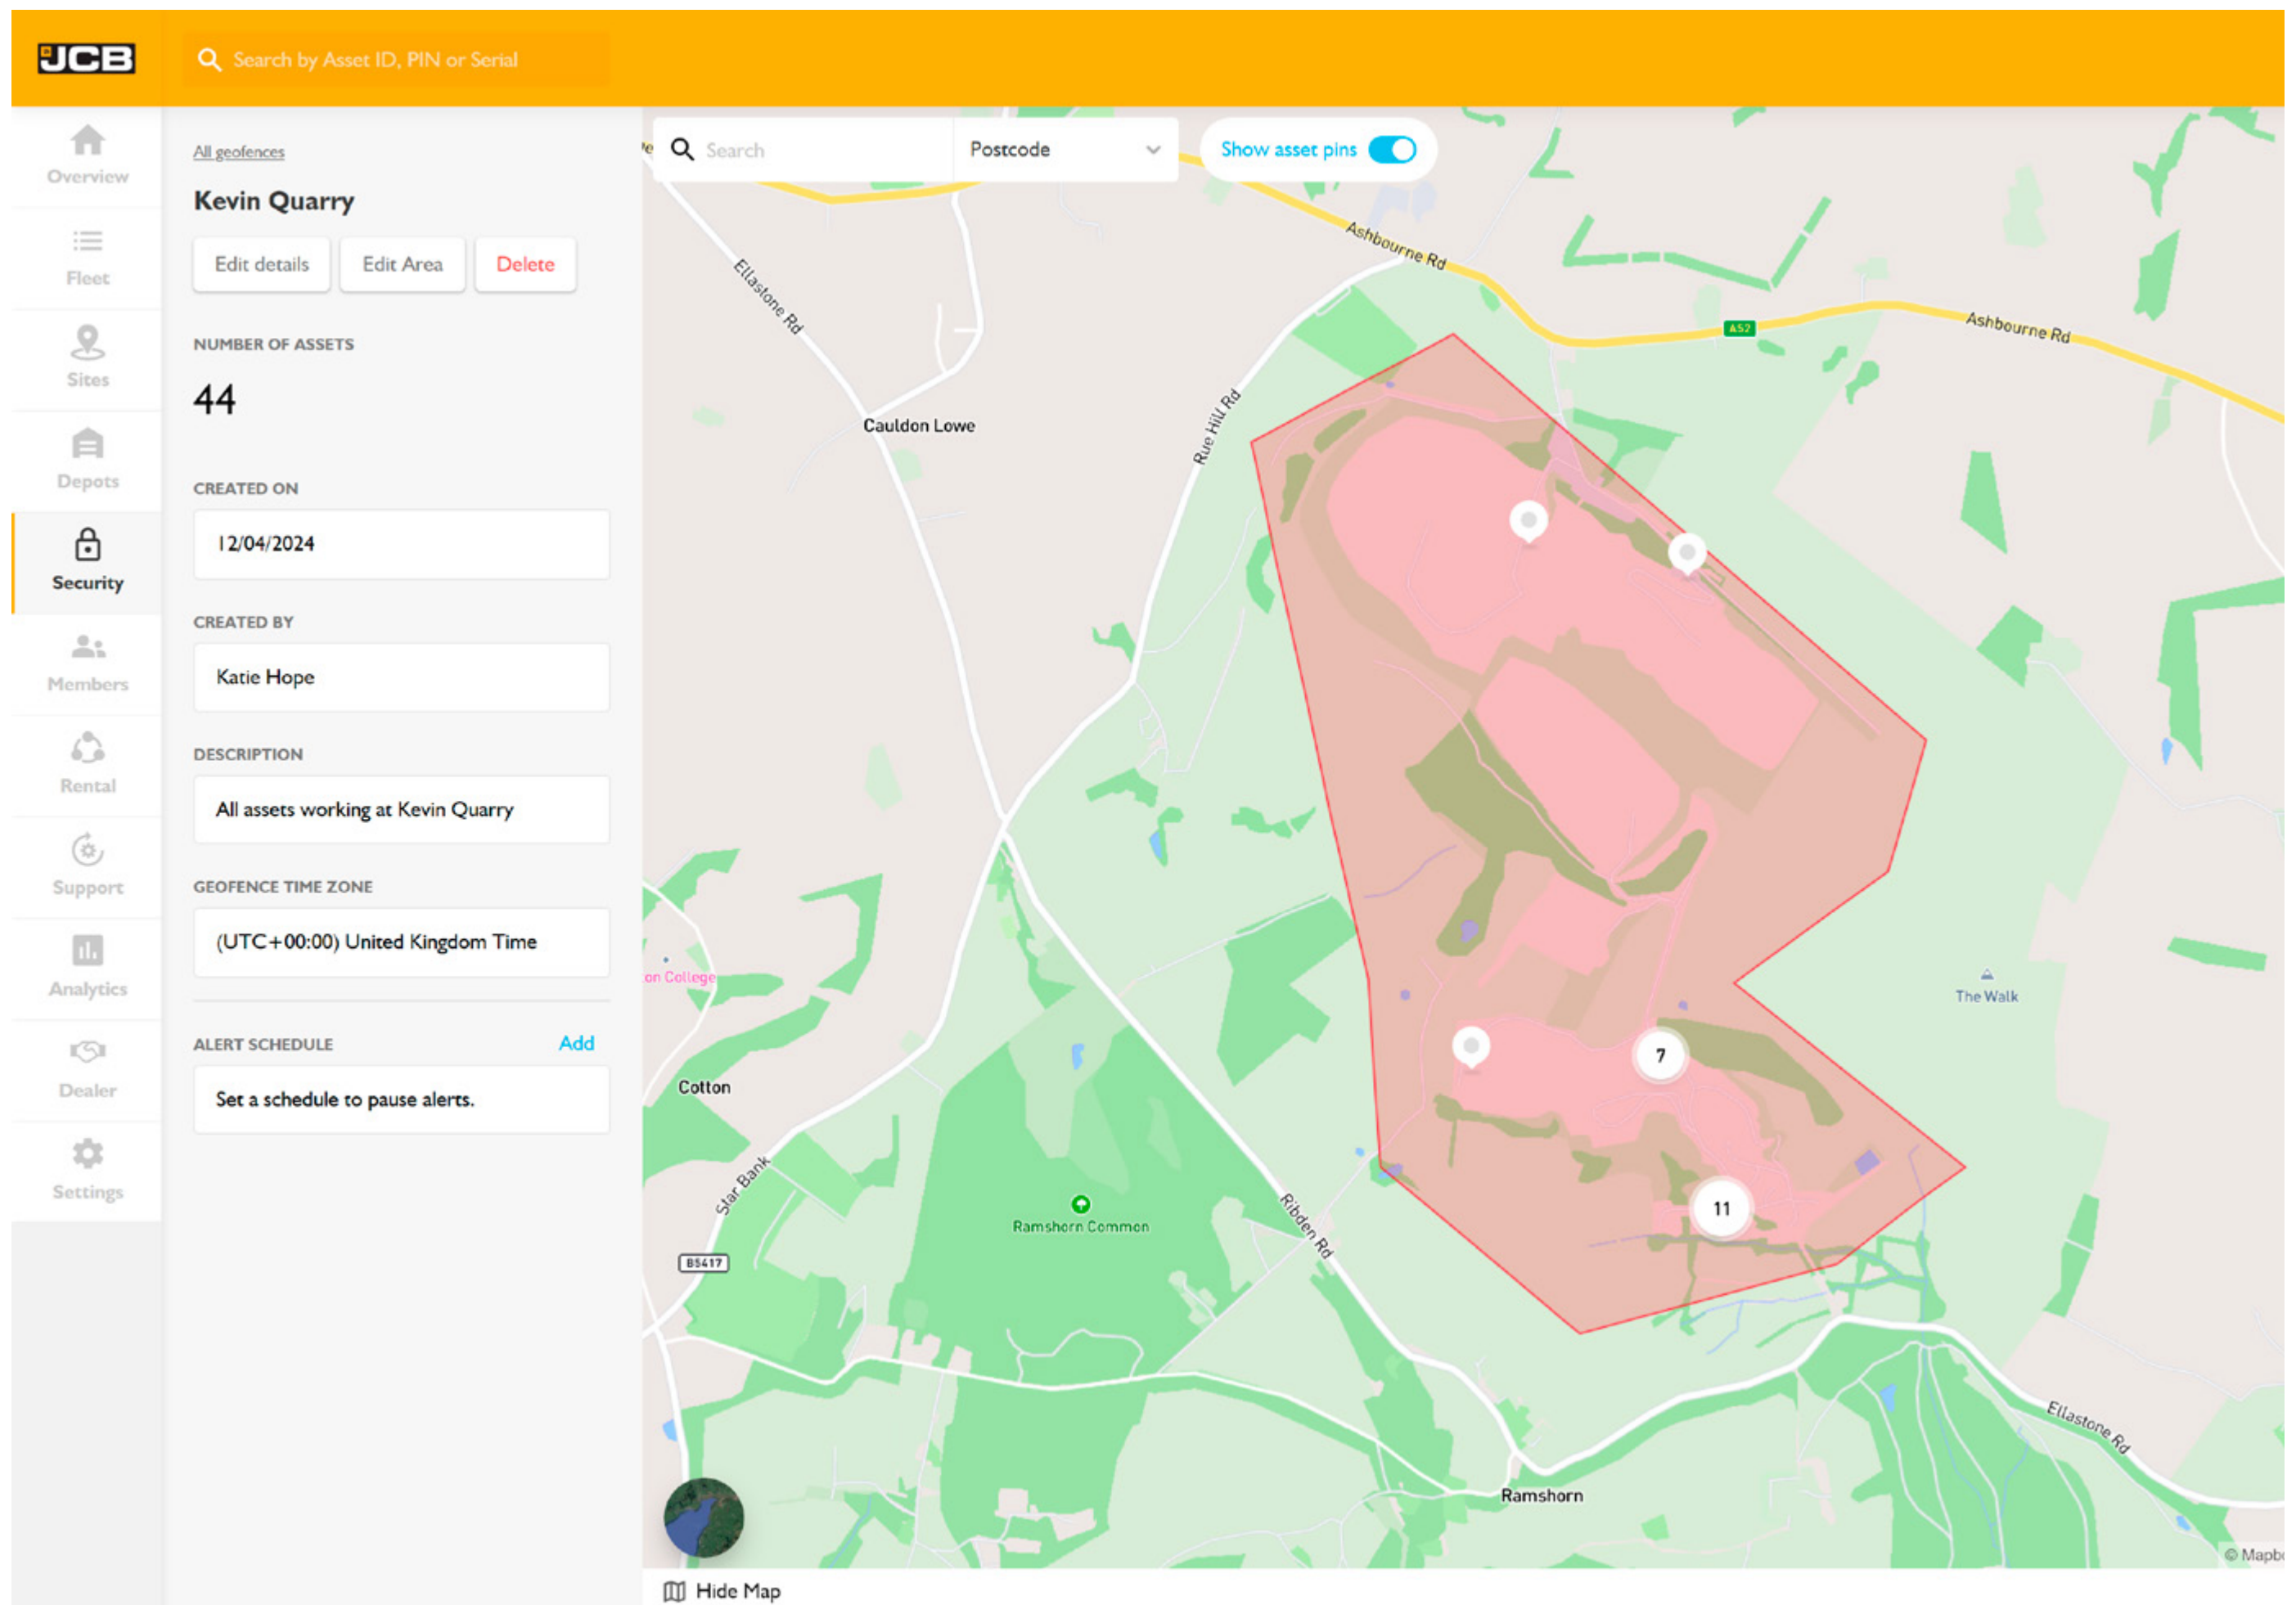 JCB
Search by Asset ID, PIN or Serial
Overview
Fleet
Sites
Depots
Security
Members
Rental
Support
Analytics
Dealer
Settings
All geofences
Kevin Quarry
Edit details
Edit Area
Delete
NUMBER OF ASSETS
44
CREATED ON
12/04/2024
CREATED BY
Katie Hope
DESCRIPTION
All assets working at Kevin Quarry
GEOFENCE TIME ZONE
(UTC+00:00) United Kingdom Time
ALERT SCHEDULE
Add
Set a schedule to pause alerts.
Search
Postcode
Show asset pins
Ashbourne Rd
Ellastone Rd
A52
Ashbourne Rd
Rue Hill Rd
Cauldon Lowe
on College
The Walk
7
Cotton
Star Bank
11
Ramshorn Common
Ribden Rd
B5417
Ellastone Rd
Ramshorn
© Mapb
Hide Map